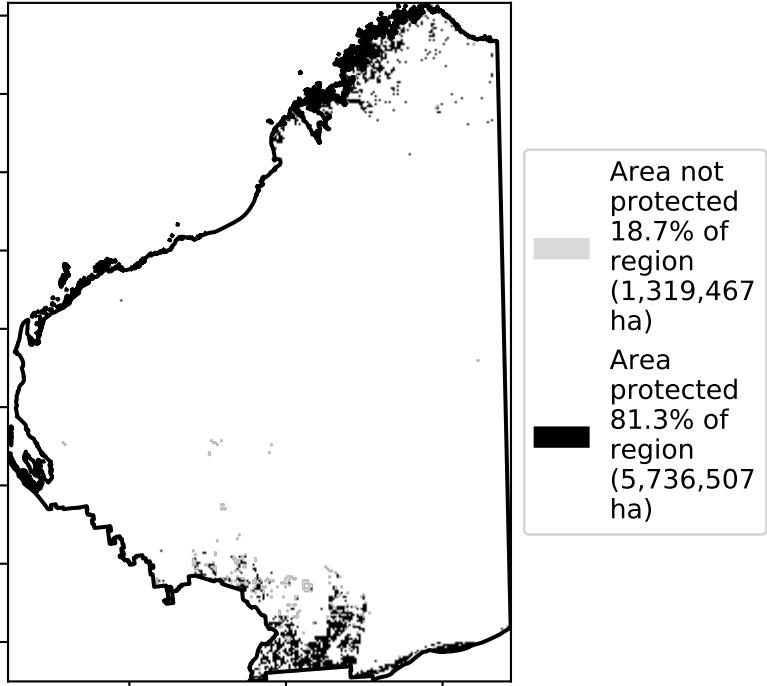 Area not
protected
18.7% of
region
(1,319,467
ha)
Area
protected
81.3% of
region
(5,736,507
ha)